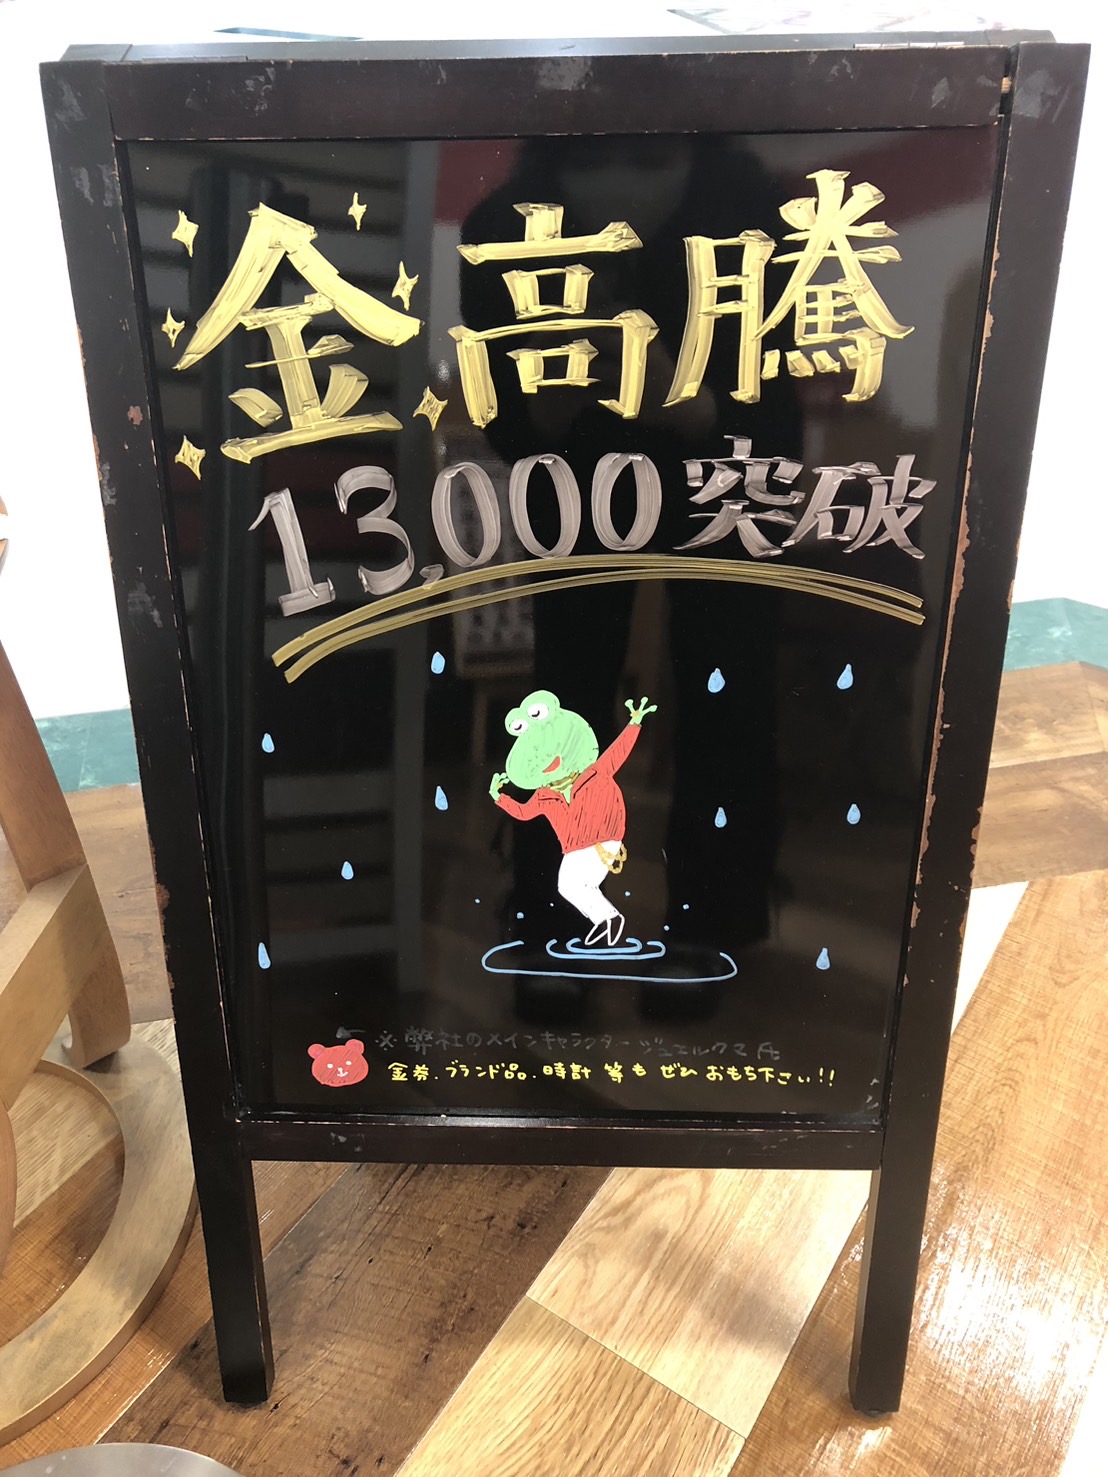 金高騰
13,000突破
※弊社のメインキャラクタージュエルクマ
金券.ブランド品.時計 等も ぜひ おもち下さい!!